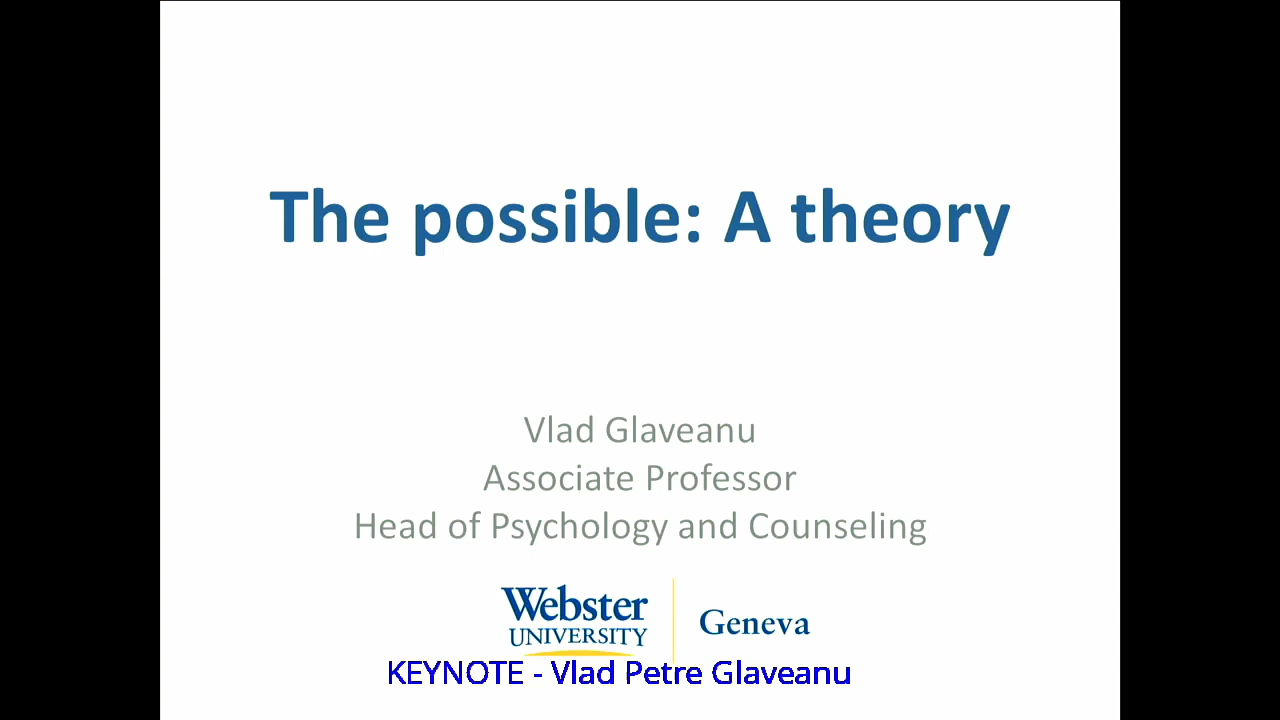 The possible: A theory
Vlad Glaveanu
Associate Professor
Head of Psychology and Counseling
Webster
UNIVERSITY
Geneva
KEYNOTE - Vlad Petre Glaveanu